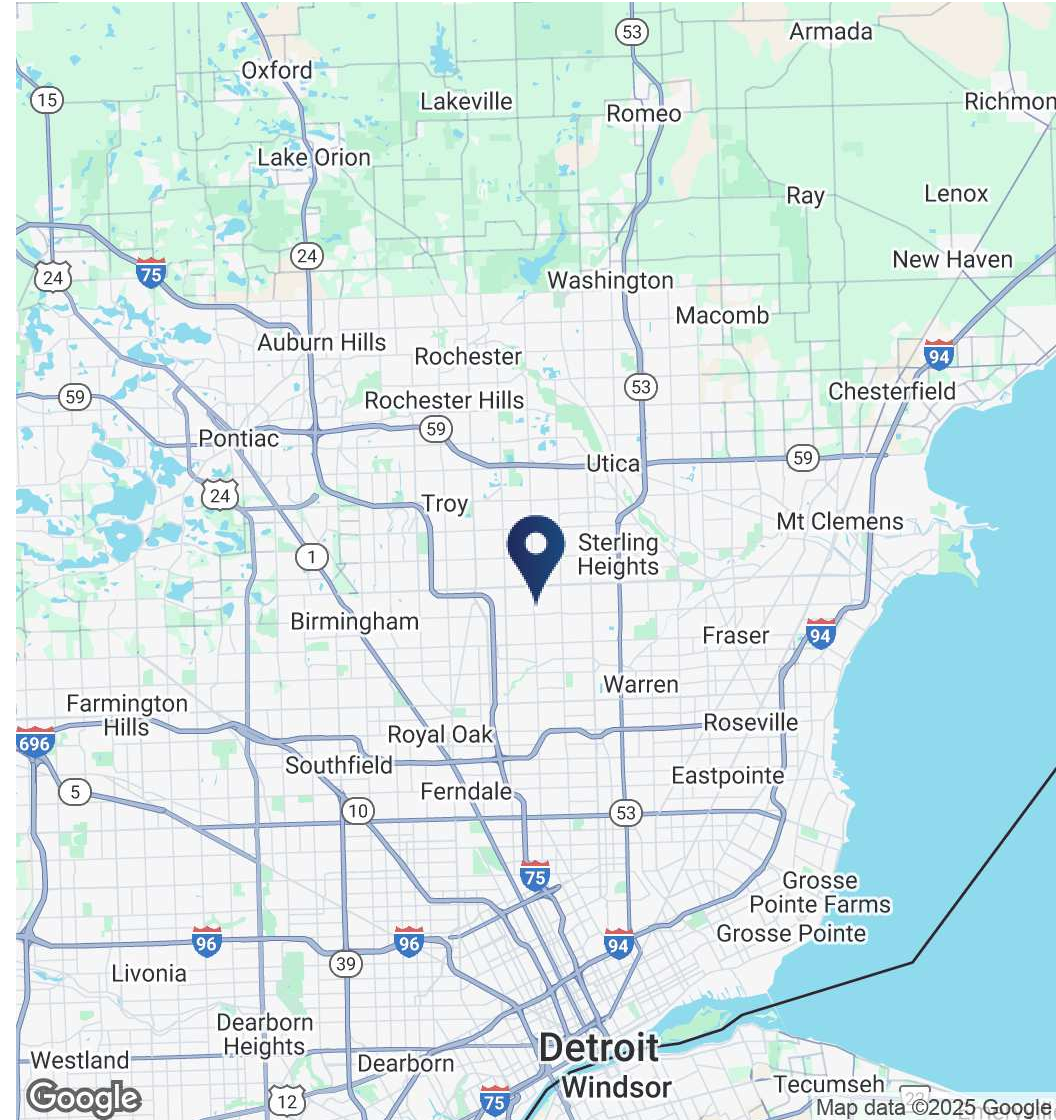 53
Armada
Oxford
15
Lakeville
Romeo
Richmon
Lake Orion
Ray
Lenox
24
New Haven
24
75
Washington
Macomb
Auburn Hills
Rochester
94
53
Chesterfield
59
Rochester Hills
59
Pontiac
Utica
59
24
Troy
Mt Clemens
Sterling
Heights
1
Birmingham
Fraser
94
Warren
Farmington
Hills
Roseville
Royal Oak
696
Southfield
Eastpointe
5
Ferndale
10
53
75
Grosse
Pointe Farms
Grosse Pointe
96
96
94
39
Livonia
Dearborn
Heights
Detroit
Westland
Dearborn
Windsor
Tecumseh
Google
12
75
Map data ©2025 Google